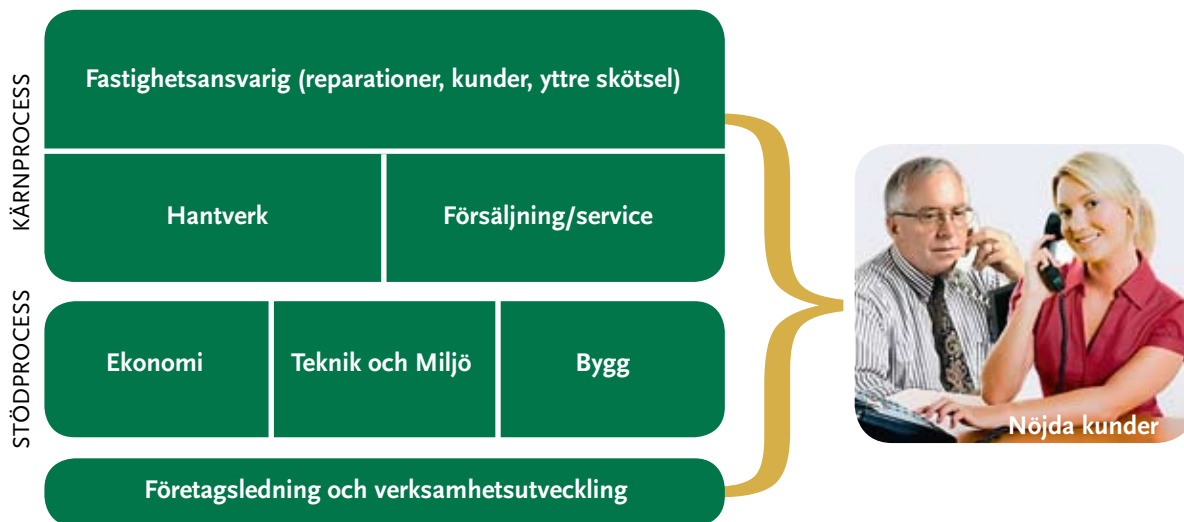 KÄRNPROCESS
Fastighetsansvarig (reparationer, kunder, yttre skötsel)
Hantverk
Försäljning/service
STÖDPROCESS
Ekonomi
Teknik och Miljö
Bygg
Företagsledning och verksamhetsutveckling
Nöjda kunder